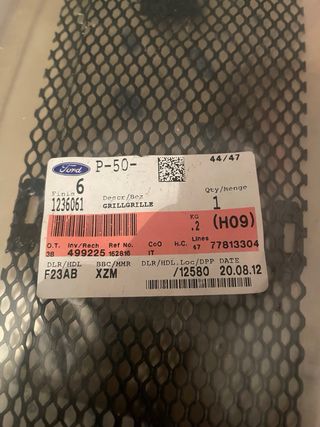 Ford P-50- 44/47
6
Finis
1236061 Descr/Bez Qty/Menge
GRILLGRILLE 1
KG
.2 (H09)
O.T. Inv/Rech Ref No. CoO H.C. Lines
38 499225 152816 IT 47 77813304
DLR/HDL BBC/MMR DLR/HDL.Loc/DPP DATE
F23AB XZM /12580 20.08.12